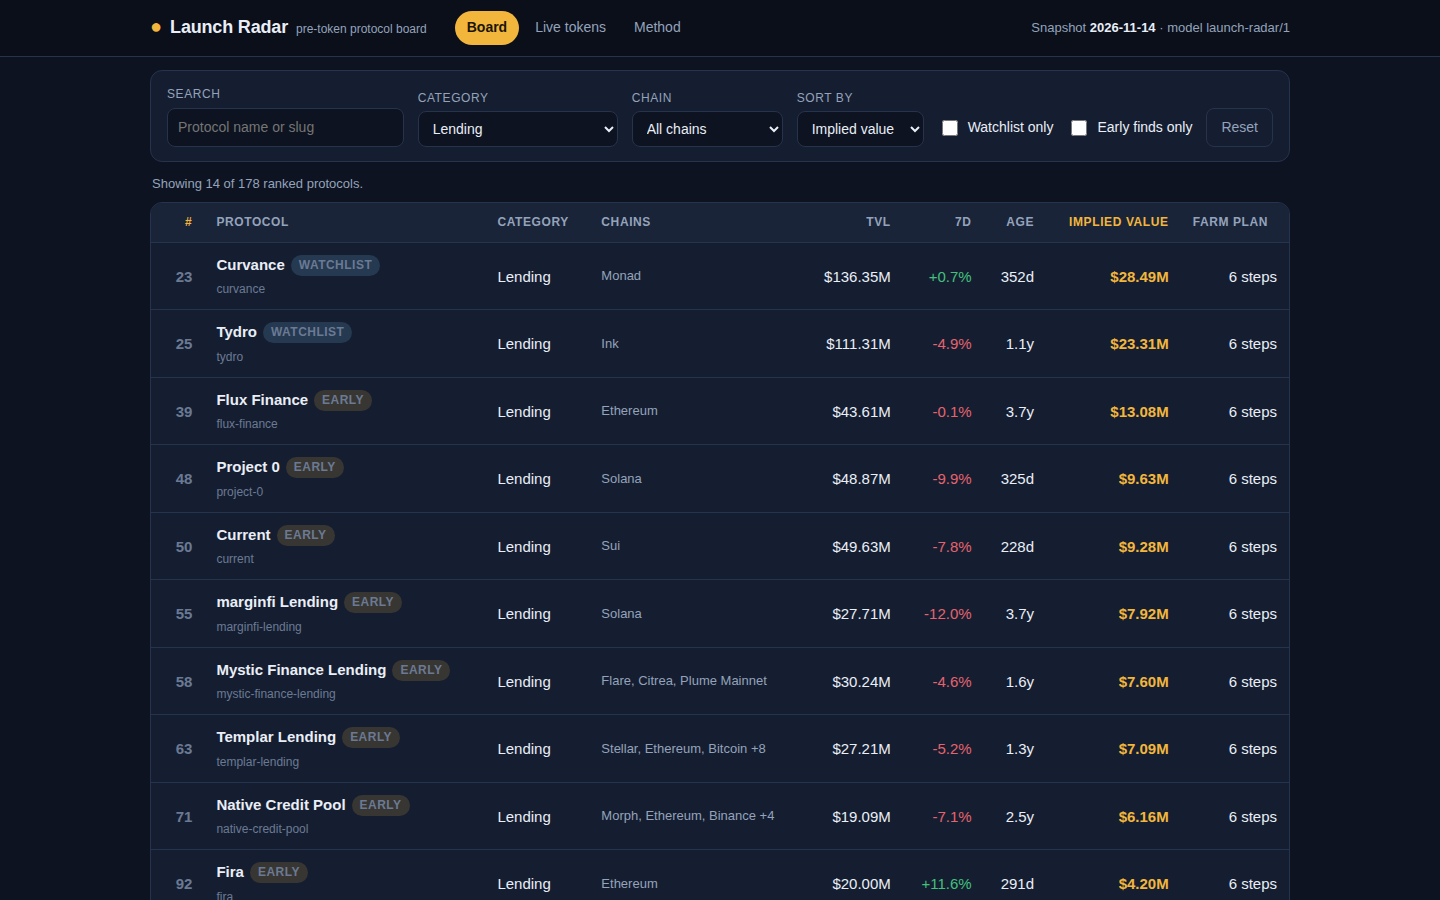 Launch Radar pre-token protocol board Board Live tokens Method Snapshot 2026-11-14 · model launch-radar/1
SEARCH CATEGORY CHAIN SORT BY
Protocol name or slug Lending All chains Implied value Watchlist only Early finds only Reset
Showing 14 of 178 ranked protocols.
# PROTOCOL CATEGORY CHAINS TVL 7D AGE IMPLIED VALUE FARM PLAN
23 Curvance WATCHLIST Lending Monad $136.35M +0.7% 352d $28.49M 6 steps
curvance
25 Tydro WATCHLIST Lending Ink $111.31M -4.9% 1.1y $23.31M 6 steps
tydro
39 Flux Finance EARLY Lending Ethereum $43.61M -0.1% 3.7y $13.08M 6 steps
flux-finance
48 Project 0 EARLY Lending Solana $48.87M -9.9% 325d $9.63M 6 steps
project-0
50 Current EARLY Lending Sui $49.63M -7.8% 228d $9.28M 6 steps
current
55 marginfi Lending EARLY Lending Solana $27.71M -12.0% 3.7y $7.92M 6 steps
marginfi-lending
58 Mystic Finance Lending EARLY Lending Flare, Citrea, Plume Mainnet $30.24M -4.6% 1.6y $7.60M 6 steps
mystic-finance-lending
63 Templar Lending EARLY Lending Stellar, Ethereum, Bitcoin +8 $27.21M -5.2% 1.3y $7.09M 6 steps
templar-lending
71 Native Credit Pool EARLY Lending Morph, Ethereum, Binance +4 $19.09M -7.1% 2.5y $6.16M 6 steps
native-credit-pool
92 Fira EARLY Lending Ethereum $20.00M +11.6% 291d $4.20M 6 steps
fira